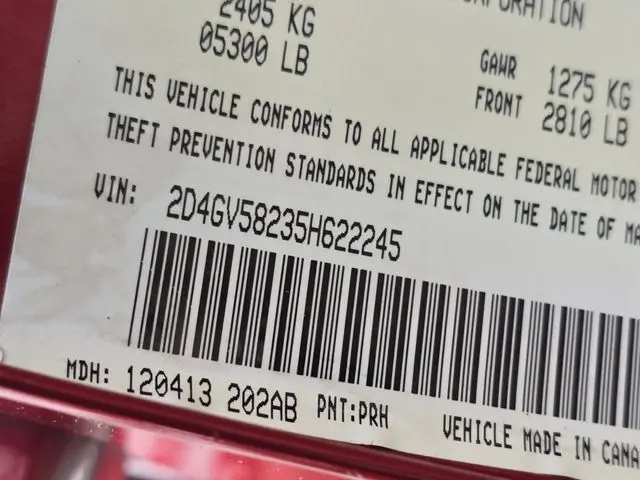 CORPORATION
2405 KG
05300 LB
GAWR FRONT
1275 KG
2810 LB
THIS VEHICLE CONFORMS TO ALL APPLICABLE FEDERAL MOTOR
THEFT PREVENTION STANDARDS IN EFFECT ON THE DATE OF MA
VIN: 2D4GV58235H622245
MDH: 120413 202AB PNT:PRH VEHICLE MADE IN CANA